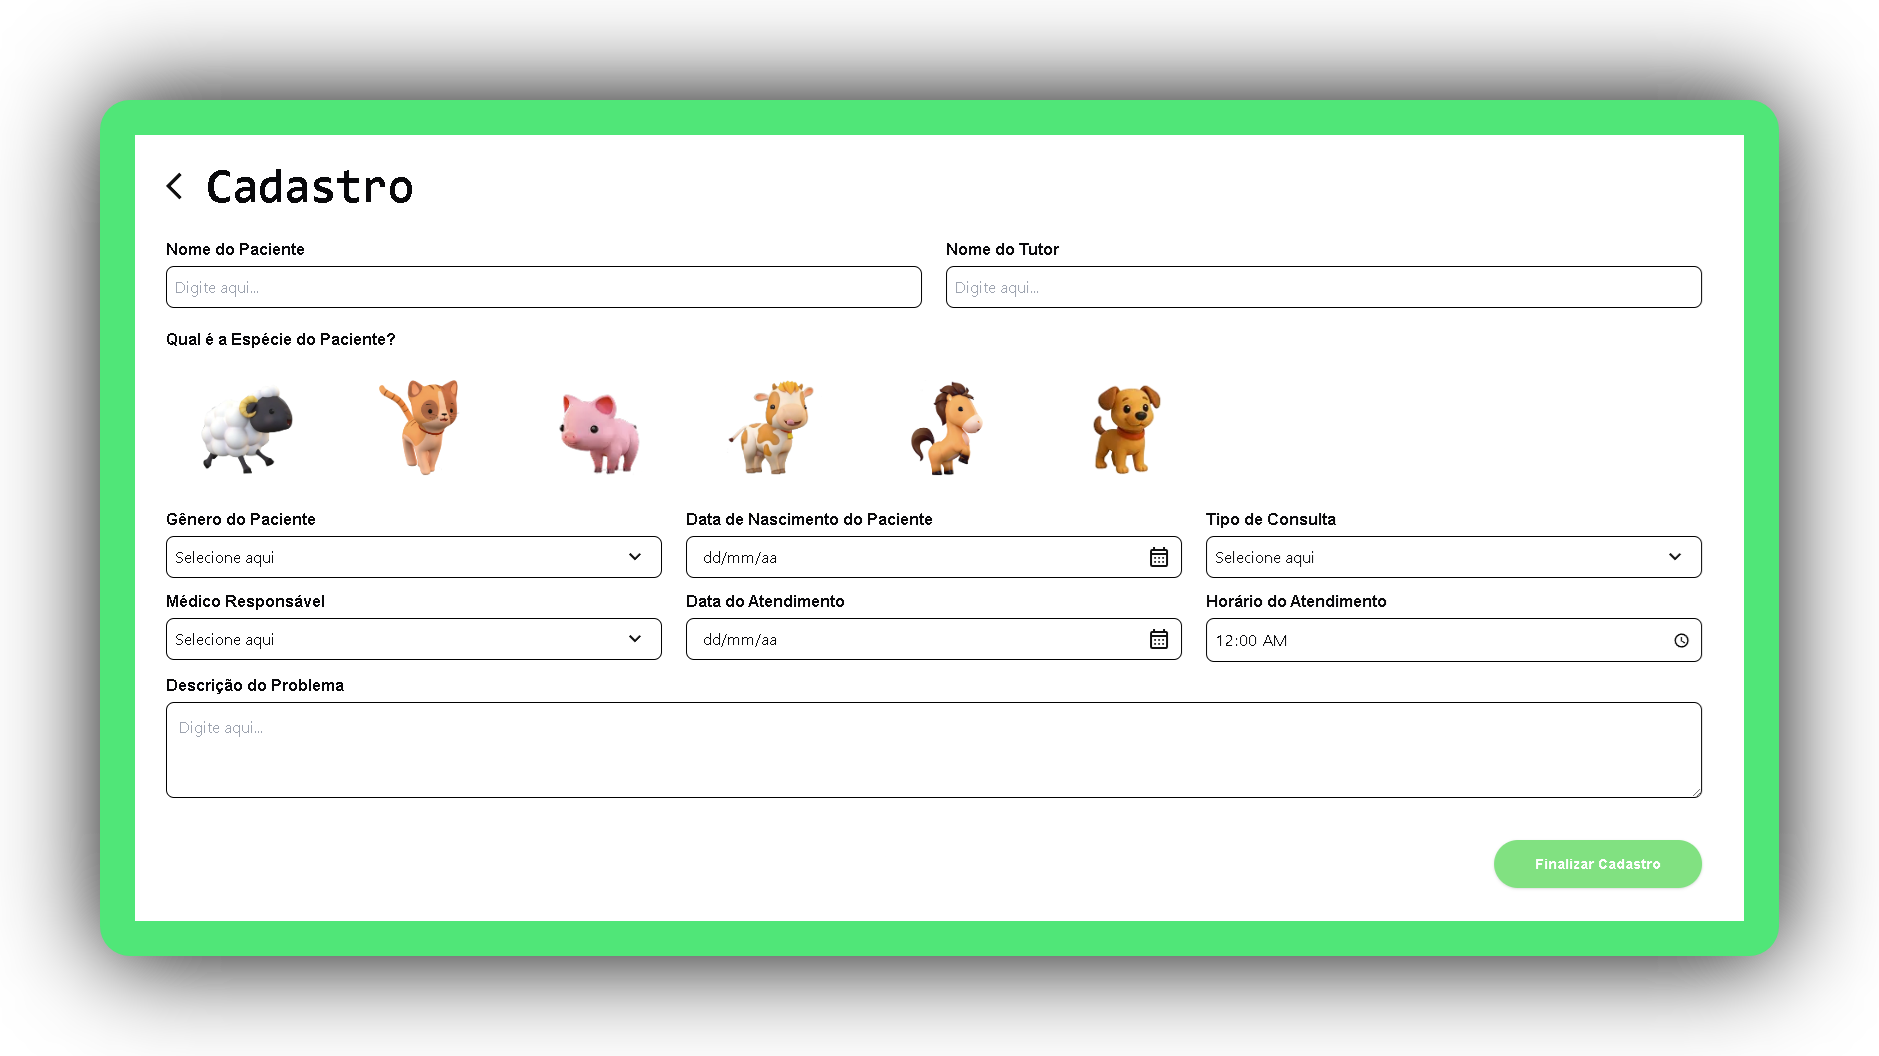 Cadastro
Nome do Paciente
Nome do Tutor
Digite aqui...
Digite aqui...
Qual é a Espécie do Paciente?
Gênero do Paciente
Data de Nascimento do Paciente
Tipo de Consulta
Selecione aqui
dd/mm/aa
Selecione aqui
Médico Responsável
Data do Atendimento
Horário do Atendimento
Selecione aqui
dd/mm/aa
12:00 AM
Descrição do Problema
Digite aqui...
Finalizar Cadastro